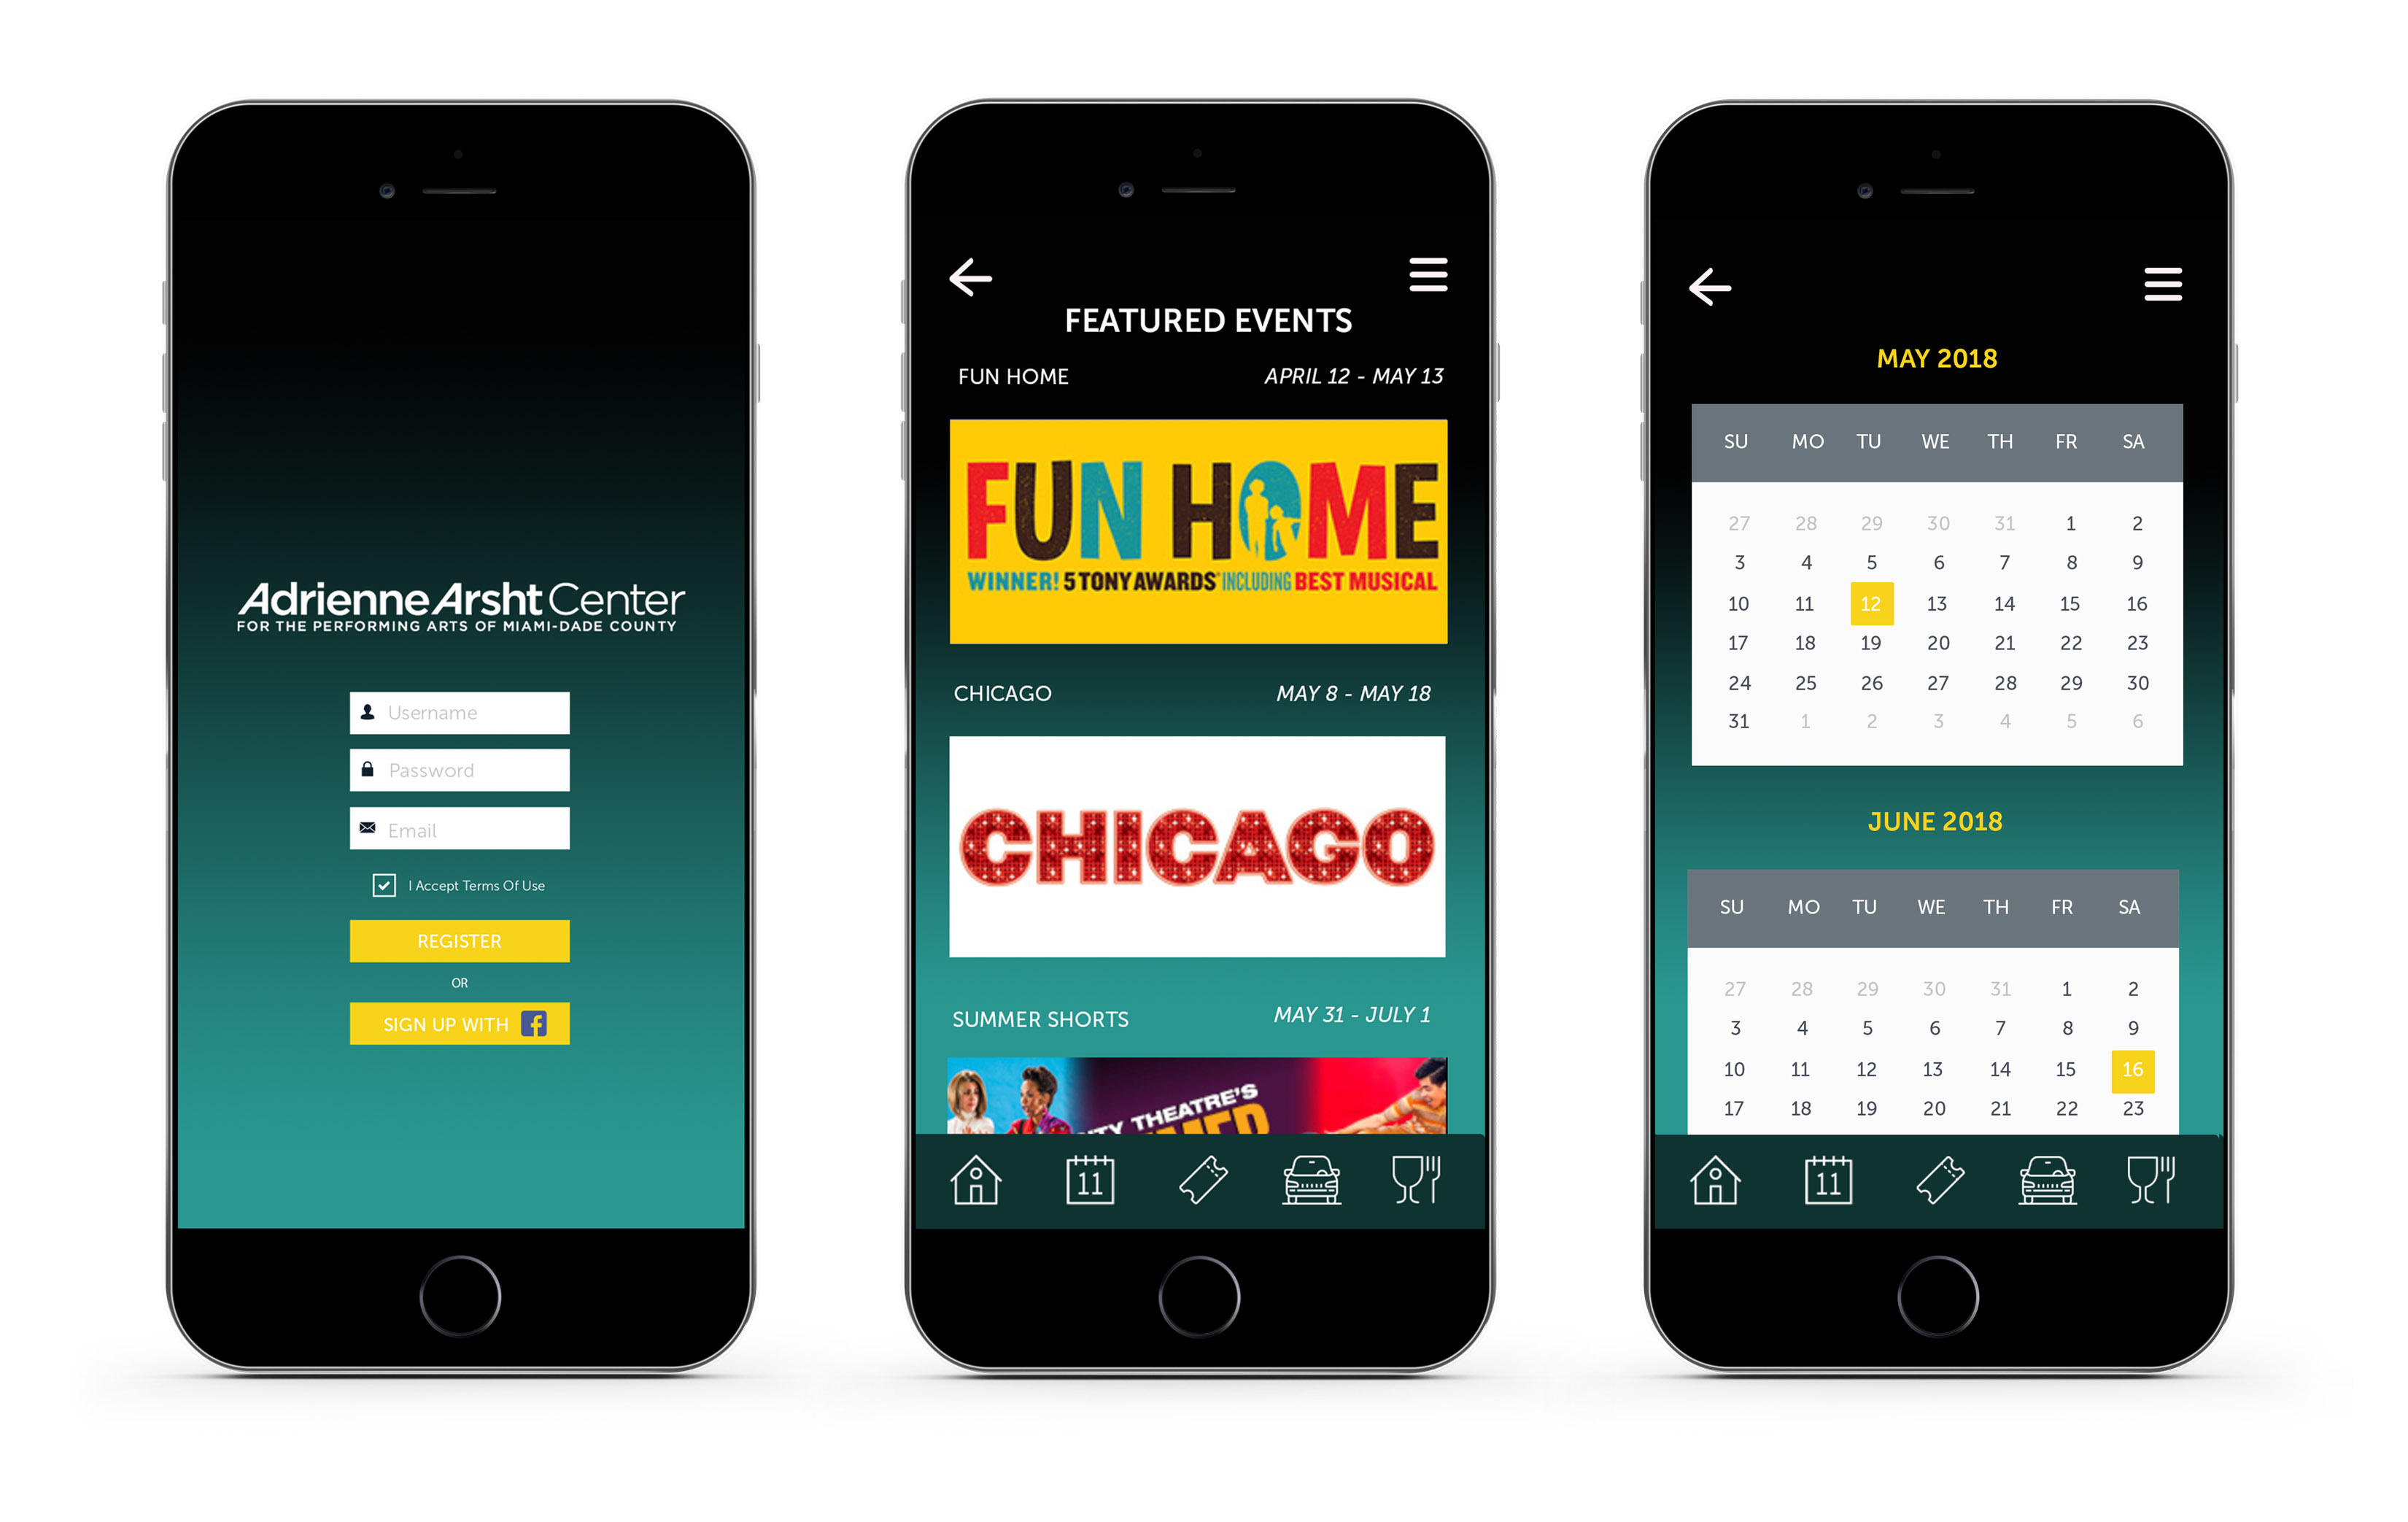 Adrienne Arsht Center
FOR THE PERFORMING ARTS OF MIAMI-DADE COUNTY
Username
Password
Email
I Accept Terms Of Use
REGISTER
OR
SIGN UP WITH f
FEATURED EVENTS
FUN HOME APRIL 12 - MAY 13
FUN HOME
WINNER! 5 TONY AWARDS® INCLUDING BEST MUSICAL
CHICAGO MAY 8 - MAY 18
CHICAGO
SUMMER SHORTS MAY 31 - JULY 1
THEATRE'S
11
MAY 2018
SU MO TU WE TH FR SA
27 28 29 30 31 1 2
3 4 5 6 7 8 9
10 11 12 13 14 15 16
17 18 19 20 21 22 23
24 25 26 27 28 29 30
31 1 2 3 4 5 6
JUNE 2018
SU MO TU WE TH FR SA
27 28 29 30 31 1 2
3 4 5 6 7 8 9
10 11 12 13 14 15 16
17 18 19 20 21 22 23
11